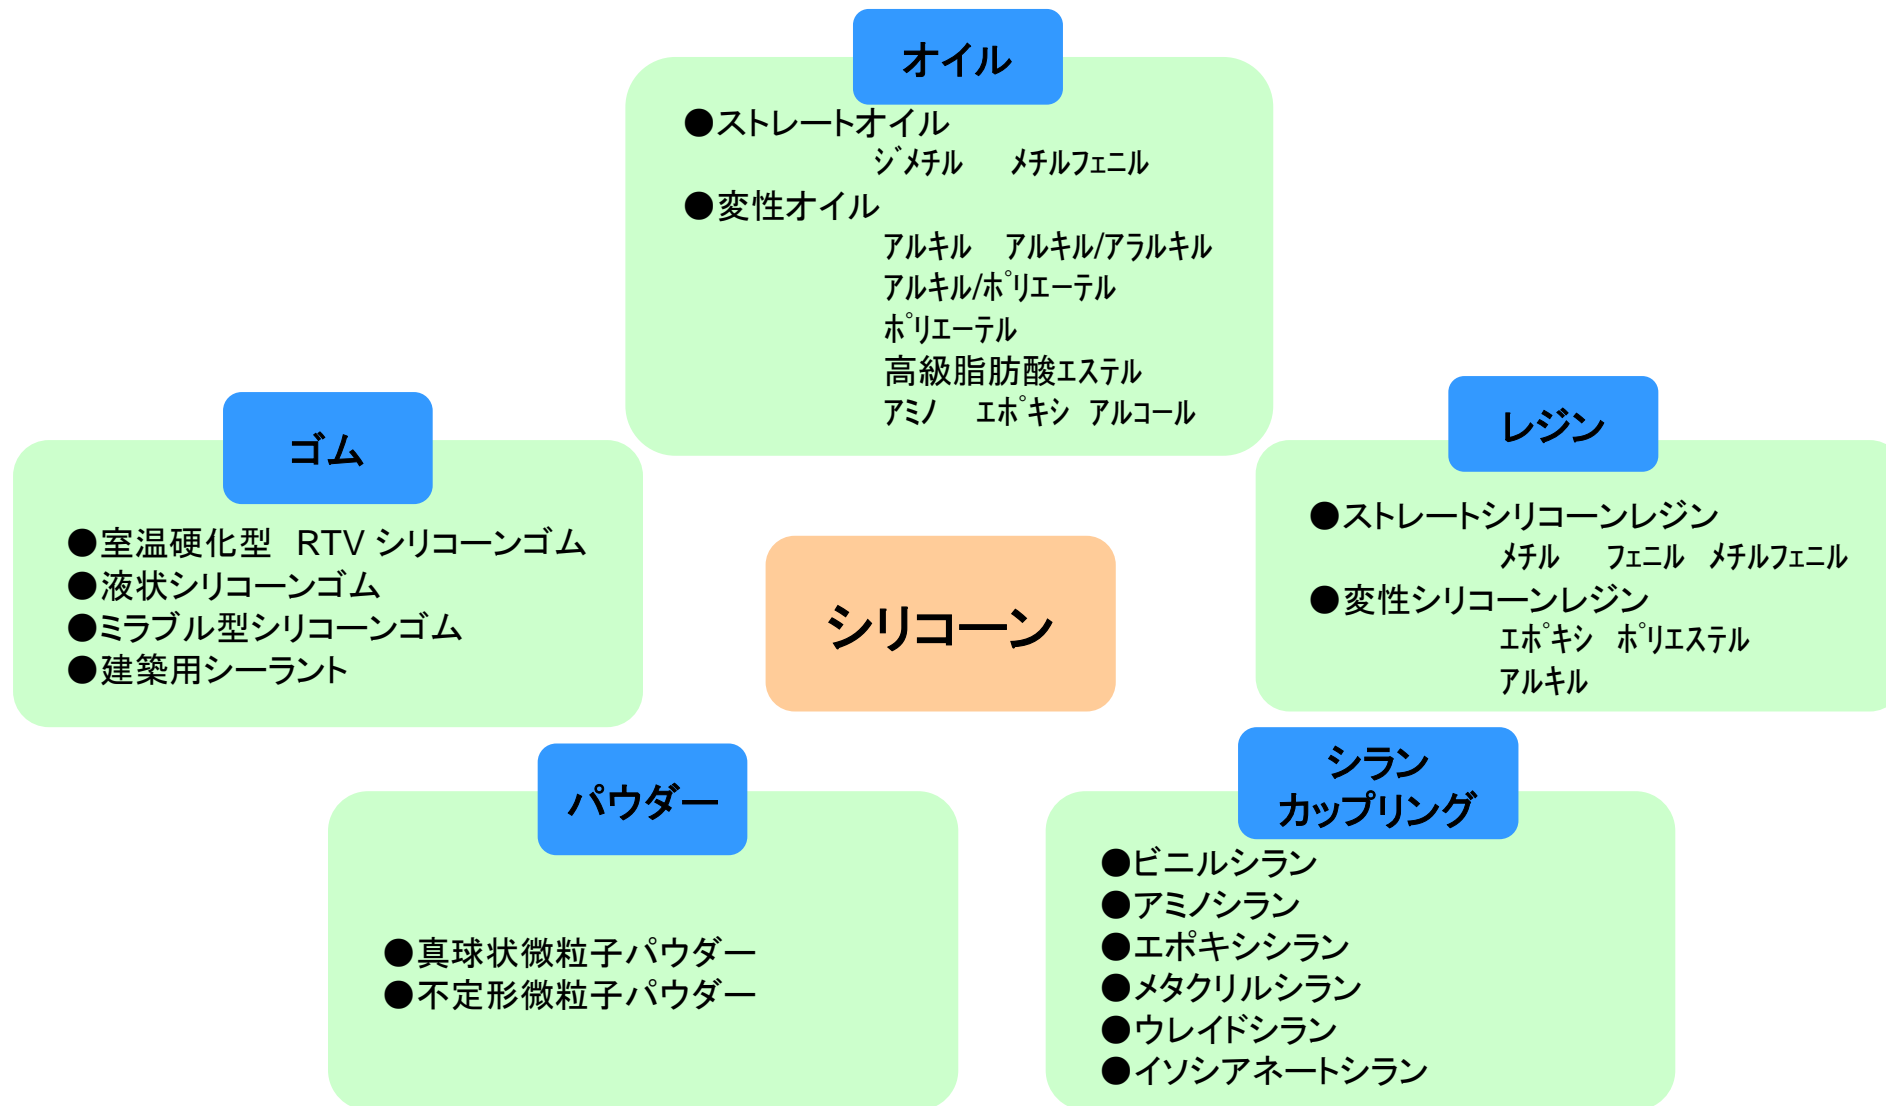 オイル
●ストレートオイル
ｼﾞﾒﾁﾙ ﾒﾁﾙﾌｪﾆﾙ
●変性オイル
ｱﾙｷﾙ ｱﾙｷﾙ/ｱﾗﾙｷﾙ
ｱﾙｷﾙ/ﾎﾟﾘｴｰﾃﾙ
ﾎﾟﾘｴｰﾃﾙ
高級脂肪酸ｴｽﾃﾙ
ｱﾐﾉ ｴﾎﾟｷｼ ｱﾙｺｰﾙ
ゴム
●室温硬化型 RTV シリコーンゴム
●液状シリコーンゴム
●ミラブル型シリコーンゴム
●建築用シーラント
シリコーン
レジン
●ストレートシリコーンレジン
ﾒﾁﾙ ﾌｪﾆﾙ ﾒﾁﾙﾌｪﾆﾙ
●変性シリコーンレジン
ｴﾎﾟｷｼ ﾎﾟﾘｴｽﾃﾙ
ｱﾙｷﾙ
パウダー
●真球状微粒子パウダー
●不定形微粒子パウダー
シラン
カップリング
●ビニルシラン
●アミノシラン
●エポキシシラン
●メタクリルシラン
●ウレイドシラン
●イソシアネートシラン